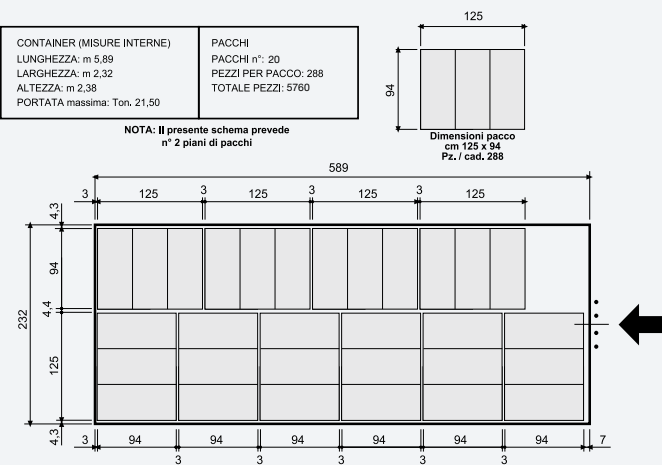 CONTAINER (MISURE INTERNE)
LUNGHEZZA: m 5,89
LARGHEZZA: m 2,32
ALTEZZA: m 2,38
PORTATA massima: Ton. 21,50
PACCHI
PACCHI n°: 20
PEZZI PER PACCO: 288
TOTALE PEZZI: 5760
NOTA: Il presente schema prevede
n° 2 piani di pacchi
125
94
Dimensioni pacco
cm 125 x 94
Pz. / cad. 288
589
3 125 3 125 3 125 3 125
4,3
94
4,4
125
4,3
232
3 94 94 94 94 94 94 7
3 3 3 3 3